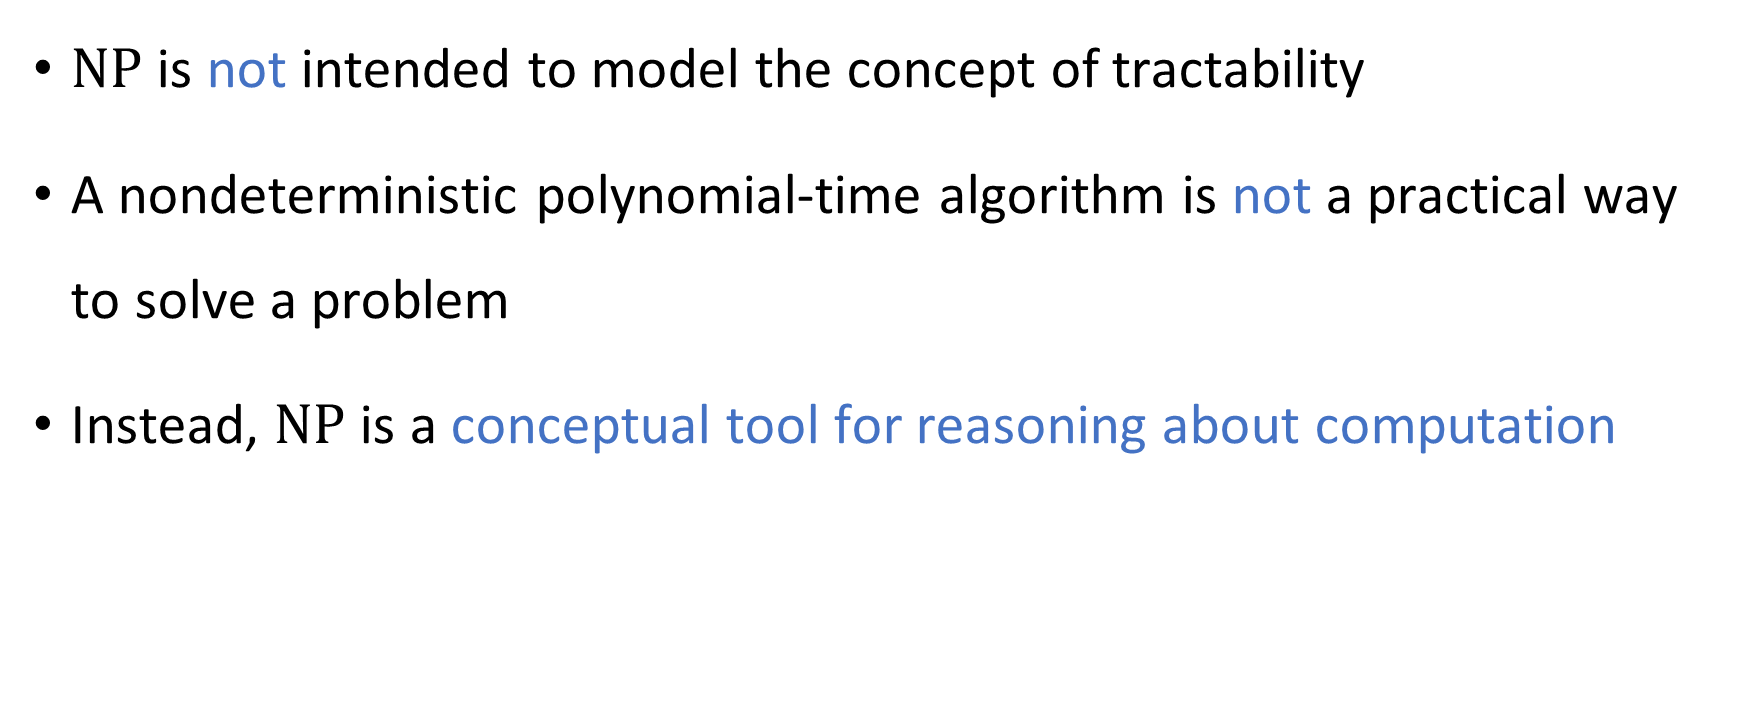 • NP is not intended to model the concept of tractability
• A nondeterministic polynomial-time algorithm is not a practical way
to solve a problem
• Instead, NP is a conceptual tool for reasoning about computation